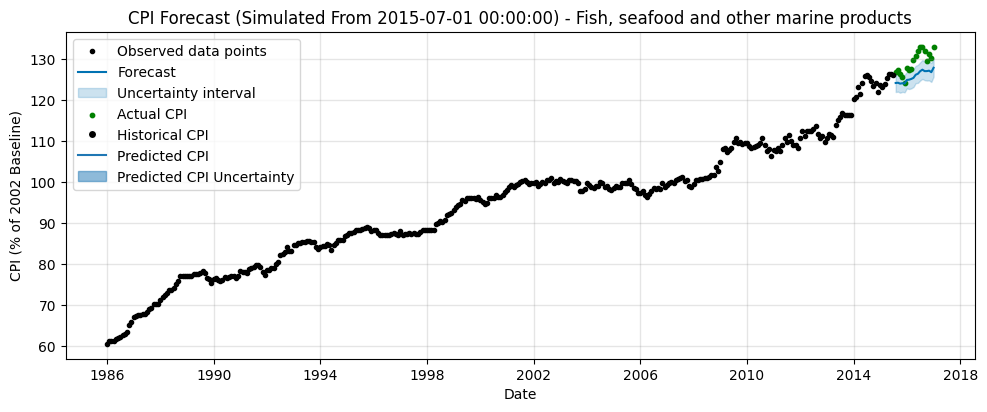 CPI Forecast (Simulated From 2015-07-01 00:00:00) - Fish, seafood and other marine products
Observed data points
Forecast
Uncertainty interval
Actual CPI
Historical CPI
Predicted CPI
Predicted CPI Uncertainty
CPI (% of 2002 Baseline)
130
120
110
100
90
80
70
60
1986 1990 1994 1998 2002 2006 2010 2014 2018
Date